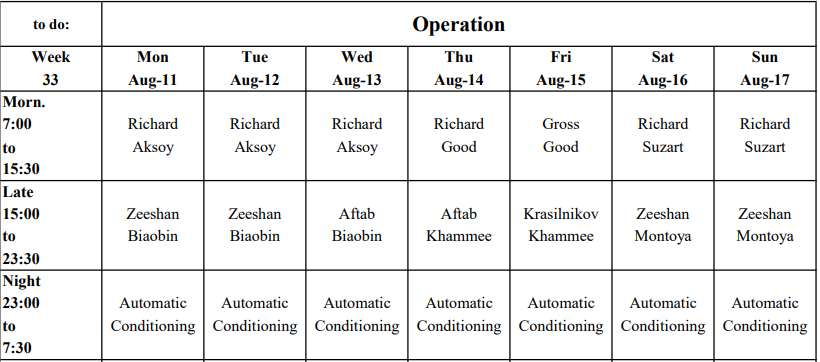 to do: Operation
Week Mon Tue Wed Thu Fri Sat Sun
33 Aug-11 Aug-12 Aug-13 Aug-14 Aug-15 Aug-16 Aug-17
Morn.
7:00 Richard Richard Richard Richard Gross Richard Richard
to Aksoy Aksoy Aksoy Good Good Suzart Suzart
15:30
Late
15:00 Zeeshan Zeeshan Aftab Aftab Krasilnikov Zeeshan Zeeshan
to Biaobin Biaobin Biaobin Khammee Khammee Montoya Montoya
23:30
Night
23:00 Automatic Automatic Automatic Automatic Automatic Automatic Automatic
to Conditioning Conditioning Conditioning Conditioning Conditioning Conditioning Conditioning
7:30